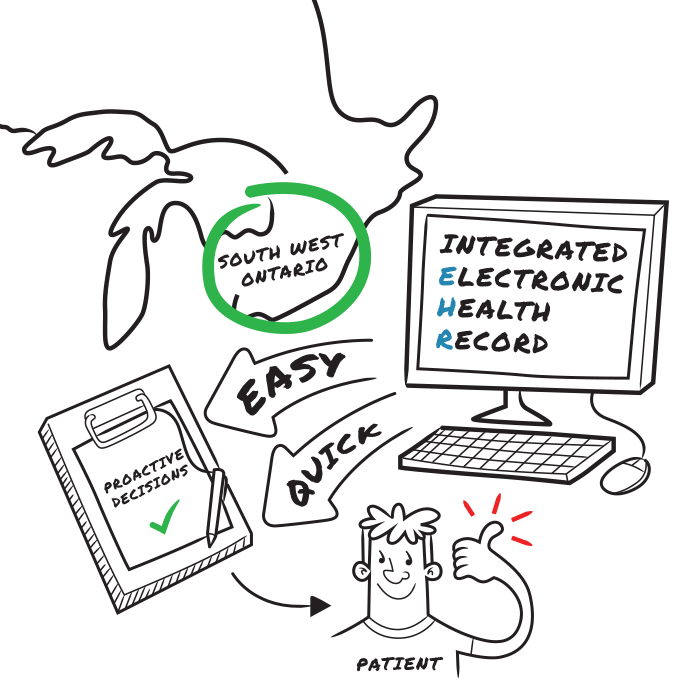 SOUTH WEST
ONTARIO
INTEGRATED
ELECTRONIC
HEALTH
RECORD
EASY
QUICK
PROACTIVE
DECISIONS
PATIENT